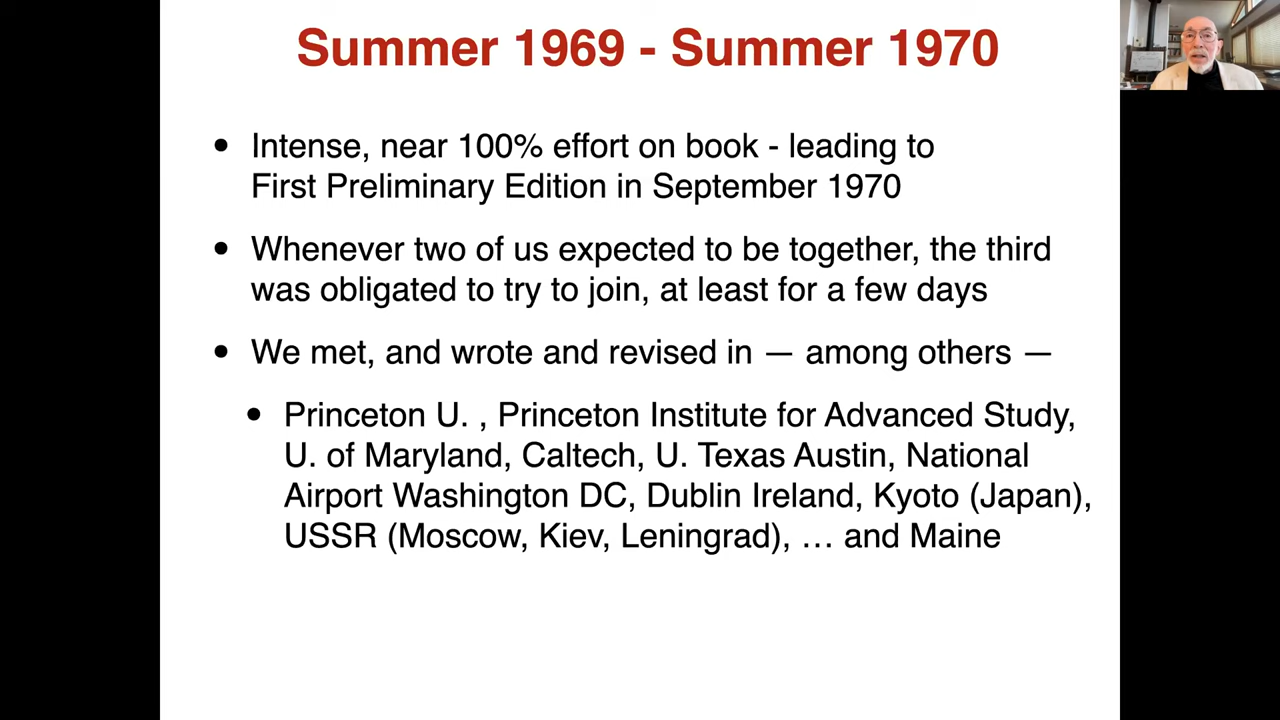 Summer 1969 - Summer 1970
• Intense, near 100% effort on book - leading to
First Preliminary Edition in September 1970
• Whenever two of us expected to be together, the third
was obligated to try to join, at least for a few days
• We met, and wrote and revised in — among others —
• Princeton U. , Princeton Institute for Advanced Study,
U. of Maryland, Caltech, U. Texas Austin, National
Airport Washington DC, Dublin Ireland, Kyoto (Japan),
USSR (Moscow, Kiev, Leningrad), … and Maine